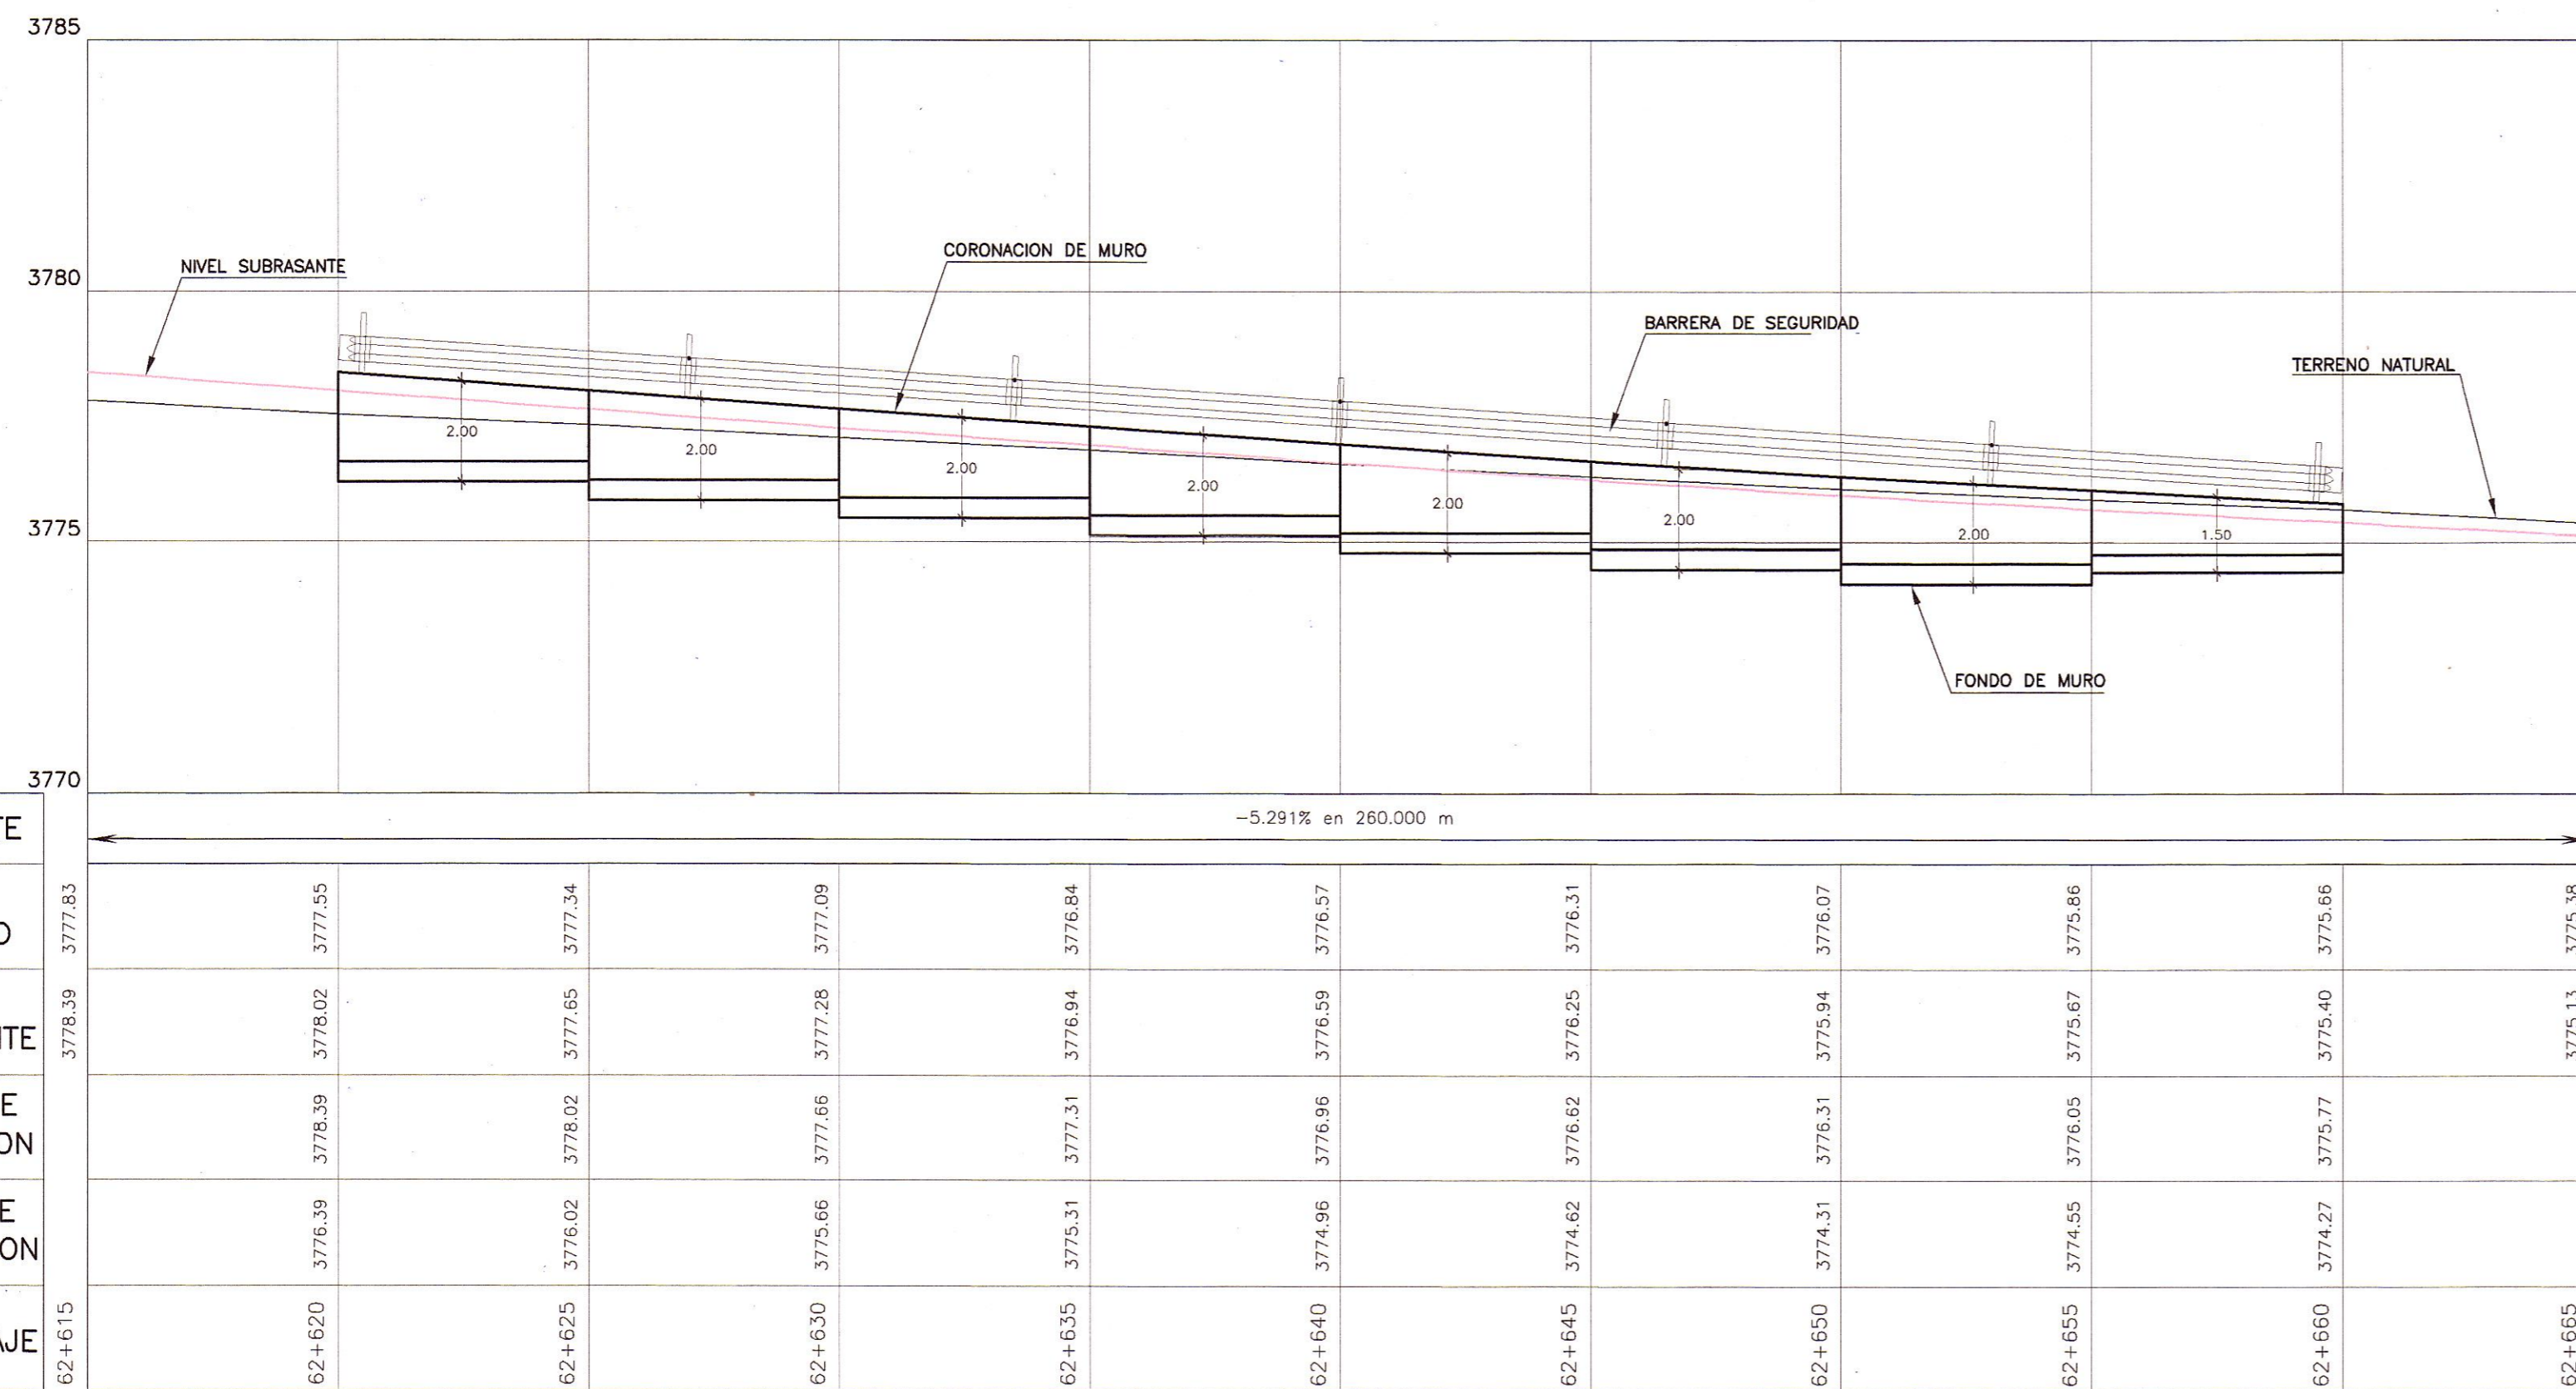 3785
NIVEL SUBRASANTE
CORONACION DE MURO
3780
BARRERA DE SEGURIDAD
TERRENO NATURAL
2.00
2.00
2.00
2.00
2.00
2.00
2.00
1.50
3775
FONDO DE MURO
3770
TE
-5.291% en 260.000 m
O
3777.83 3777.55 3777.34 3777.09 3776.84 3776.57 3776.31 3776.07 3775.86 3775.66 3775.38
NTE
3778.39 3778.02 3777.65 3777.28 3776.94 3776.59 3776.25 3775.94 3775.67 3775.40 3775.13
E
ON
3778.39 3778.02 3777.66 3777.31 3776.96 3776.62 3776.31 3776.05 3775.77
E
ON
3776.39 3776.02 3775.66 3775.31 3774.96 3774.62 3774.31 3774.55 3774.27
AJE
62+615 62+620 62+625 62+630 62+635 62+640 62+645 62+650 62+655 62+660 62+665